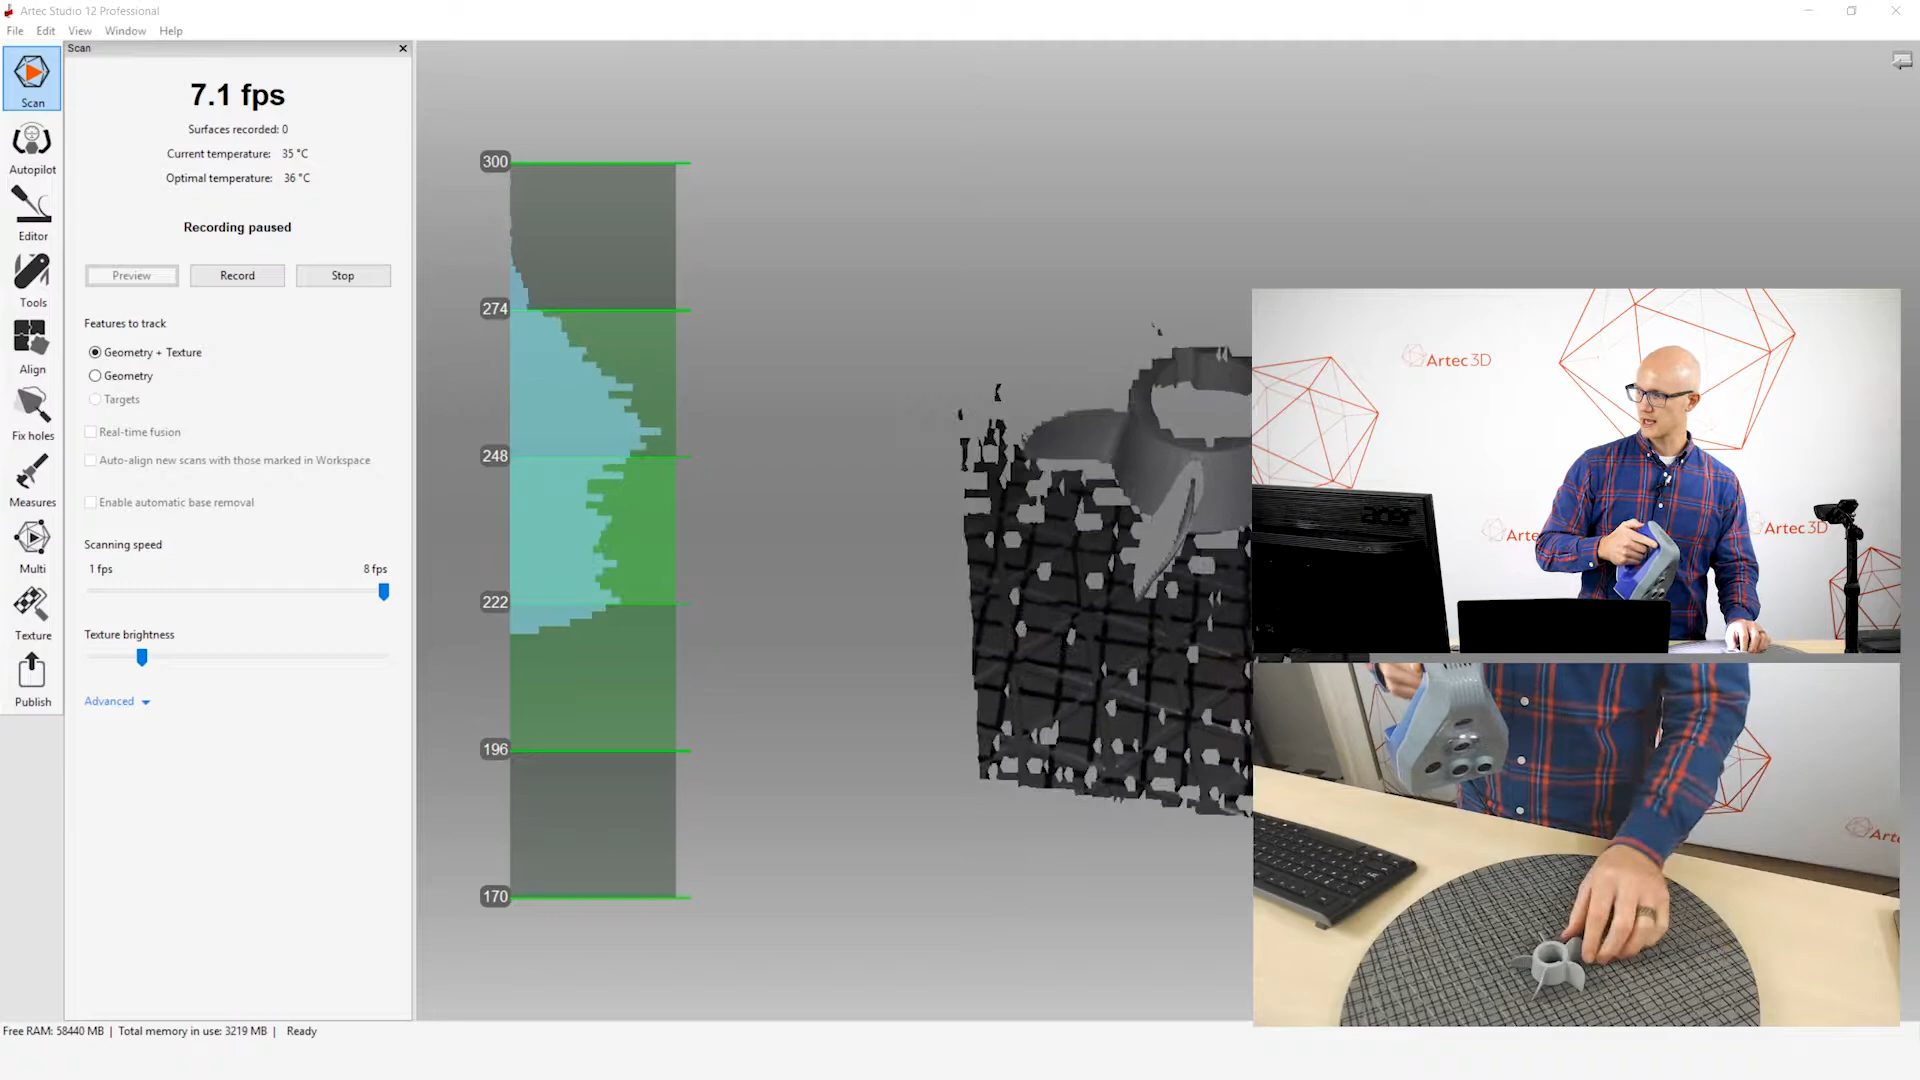 Artec Studio 12 Professional
File Edit View Window Help
Scan
Scan
Autopilot
Editor
Tools
Align
Fix holes
Measures
Multi
Texture
Publish
7.1 fps
Surfaces recorded: 0
Current temperature: 35 °C
Optimal temperature: 36 °C
Recording paused
Preview Record Stop
Features to track
Geometry + Texture
Geometry
Targets
Real-time fusion
Auto-align new scans with those marked in Workspace
Enable automatic base removal
Scanning speed
1 fps 8 fps
Texture brightness
Advanced
300
274
248
222
196
170
Artec 3D
Arte
Artec 3D
acer
Arte
Free RAM: 58440 MB | Total memory in use: 3219 MB | Ready